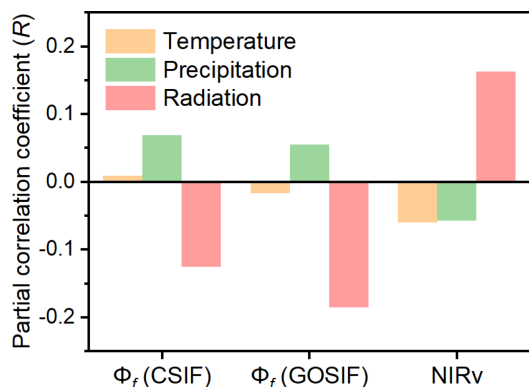 Partial correlation coefficient (R)
0.2
0.1
0.0
-0.1
-0.2
Temperature
Precipitation
Radiation
Φf (CSIF)
Φf (GOSIF)
NIRv